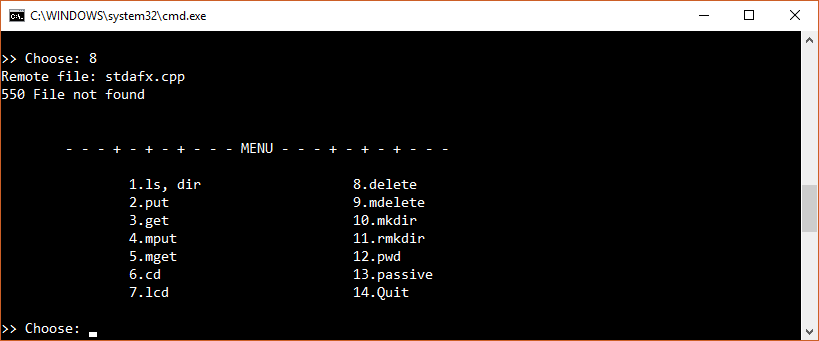 C:\WINDOWS\system32\cmd.exe
>> Choose: 8
Remote file: stdafx.cpp
550 File not found
- - - + - + - + - - - MENU - - - + - + - + - - -
1.ls, dir 8.delete
2.put 9.mdelete
3.get 10.mkdir
4.mput 11.rmkdir
5.mget 12.pwd
6.cd 13.passive
7.lcd 14.Quit
>> Choose: